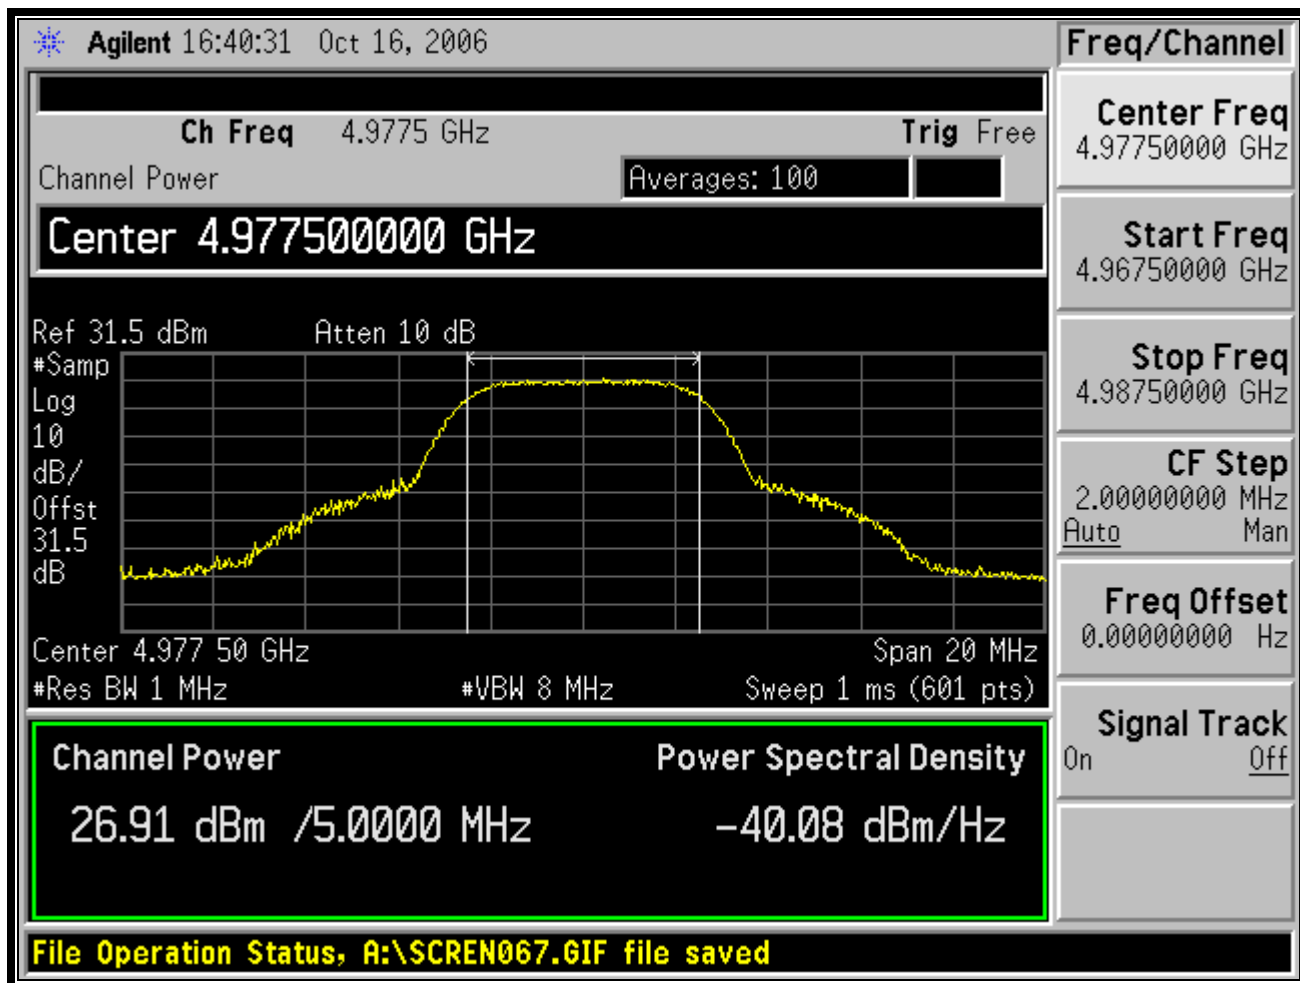 Agilent 16:40:31 Oct 16, 2006
Ch Freq 4.9775 GHz Trig Free
Channel Power Averages: 100
Center 4.977500000 GHz
Ref 31.5 dBm Atten 10 dB
#Samp
Log
10
dB/
Offst
31.5
dB
Center 4.977 50 GHz Span 20 MHz
#Res BW 1 MHz #VBW 8 MHz Sweep 1 ms (601 pts)
Channel Power Power Spectral Density
26.91 dBm /5.0000 MHz -40.08 dBm/Hz
File Operation Status, A:\SCREN067.GIF file saved
Freq/Channel
Center Freq
4.97750000 GHz
Start Freq
4.96750000 GHz
Stop Freq
4.98750000 GHz
CF Step
2.00000000 MHz
Auto Man
Freq Offset
0.00000000 Hz
Signal Track
On Off